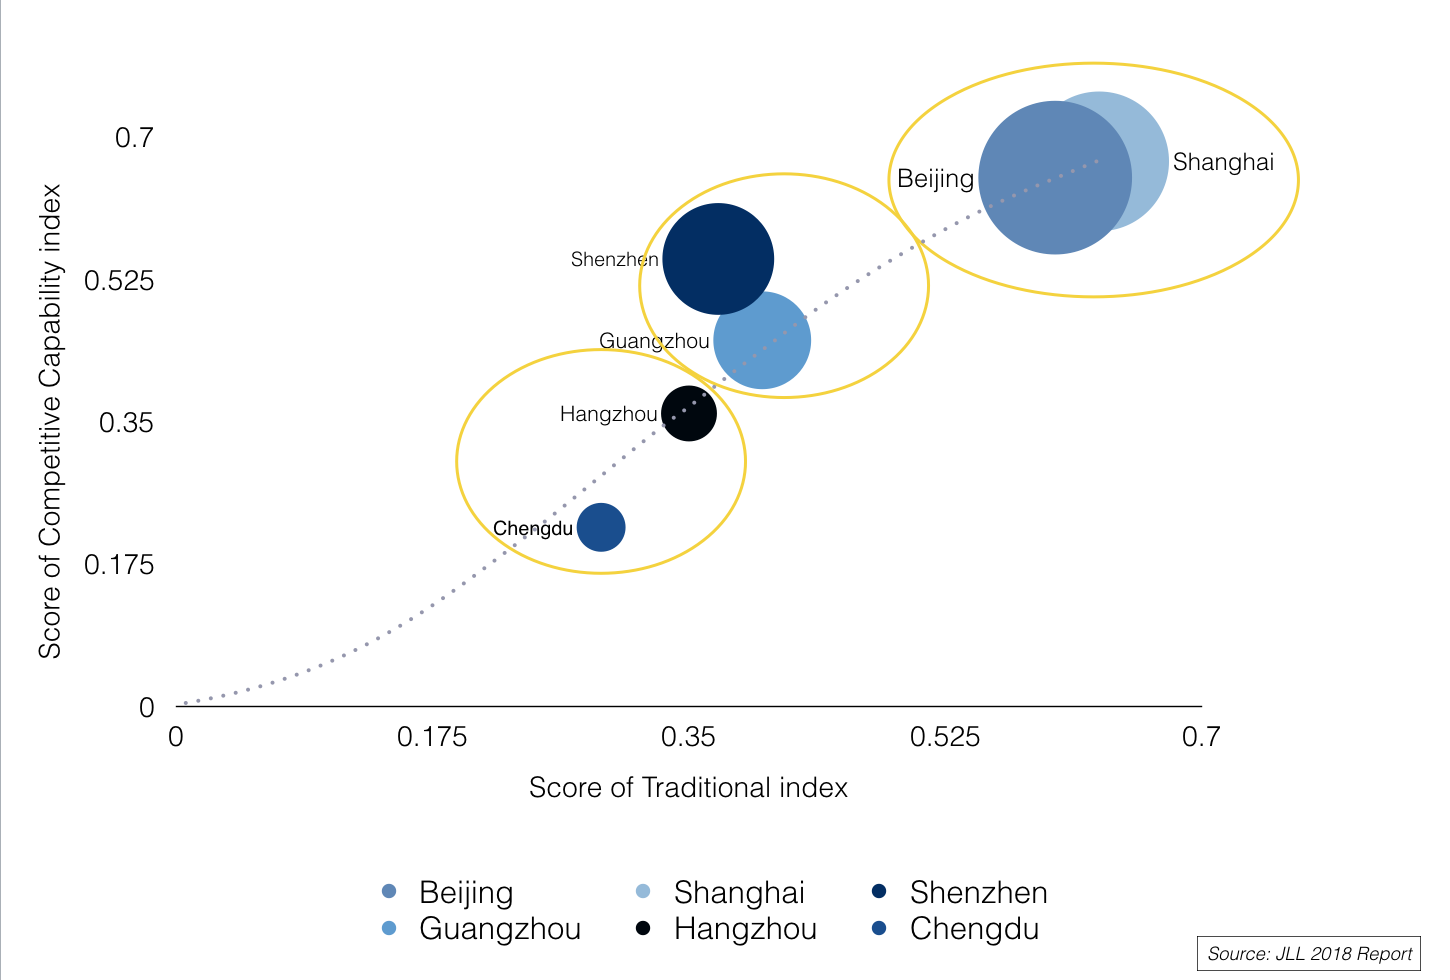 0.7
0.525
0.35
0.175
0
Score of Competitive Capability index
Beijing
Shanghai
Shenzhen
Guangzhou
Hangzhou
Chengdu
0 0.175 0.35 0.525 0.7
Score of Traditional index
Beijing Shanghai Shenzhen
Guangzhou Hangzhou Chengdu
Source: JLL 2018 Report